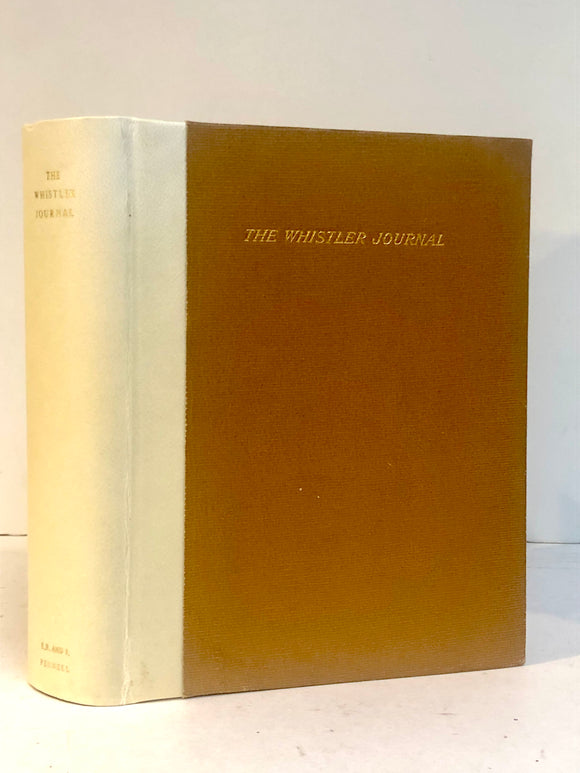 THE
WHISTLER
JOURNAL
E.R. AND J.
PENNELL
THE WHISTLER JOURNAL